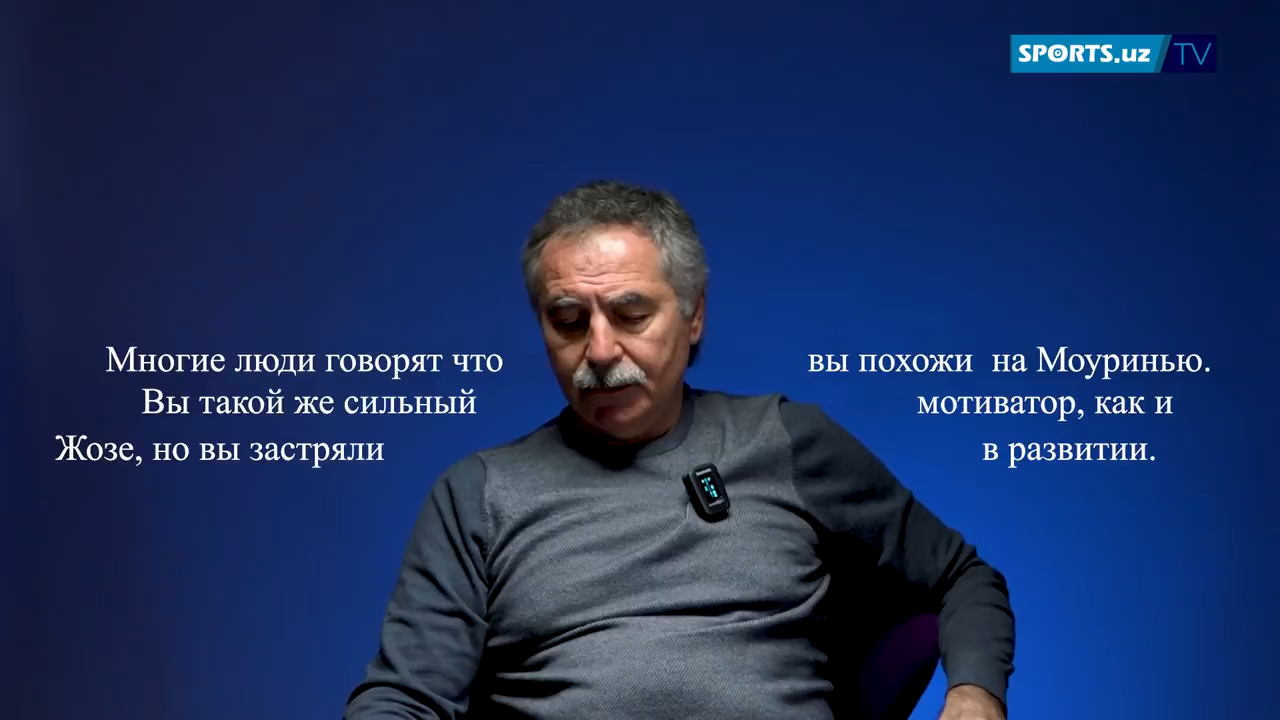 SPORTS.uz TV
Многие люди говорят что вы похожи на Моуринью.
Вы такой же сильный мотиватор, как и
Жозе, но вы застряли в развитии.